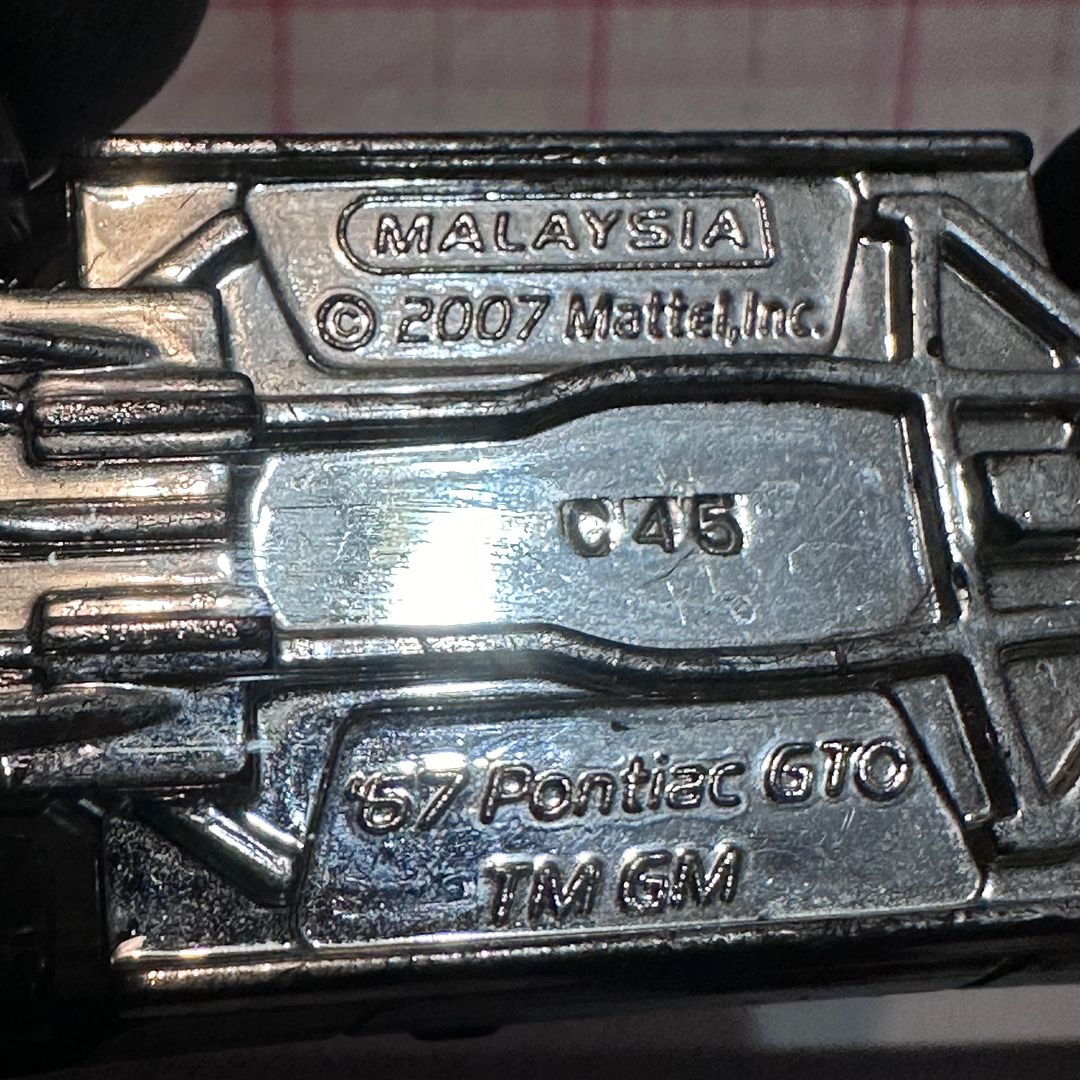 MALAYSIA
© 2007 Mattel,Inc.
C45
'67 Pontiac GTO
TM GM